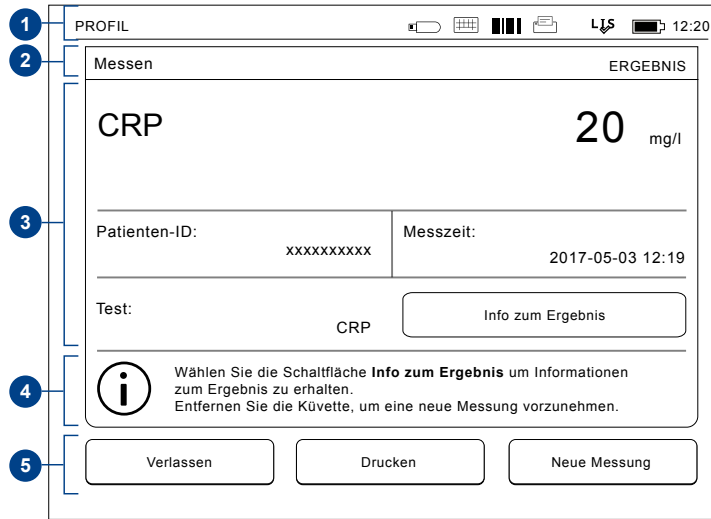 1 PROFIL LIS 12:20
2 Messen ERGEBNIS
3
CRP 20 mg/l
Patienten-ID: Messzeit:
xxxxxxxxxx 2017-05-03 12:19
Test: Info zum Ergebnis
CRP
4
i Wählen Sie die Schaltfläche Info zum Ergebnis um Informationen
zum Ergebnis zu erhalten.
Entfernen Sie die Küvette, um eine neue Messung vorzunehmen.
5 Verlassen Drucken Neue Messung